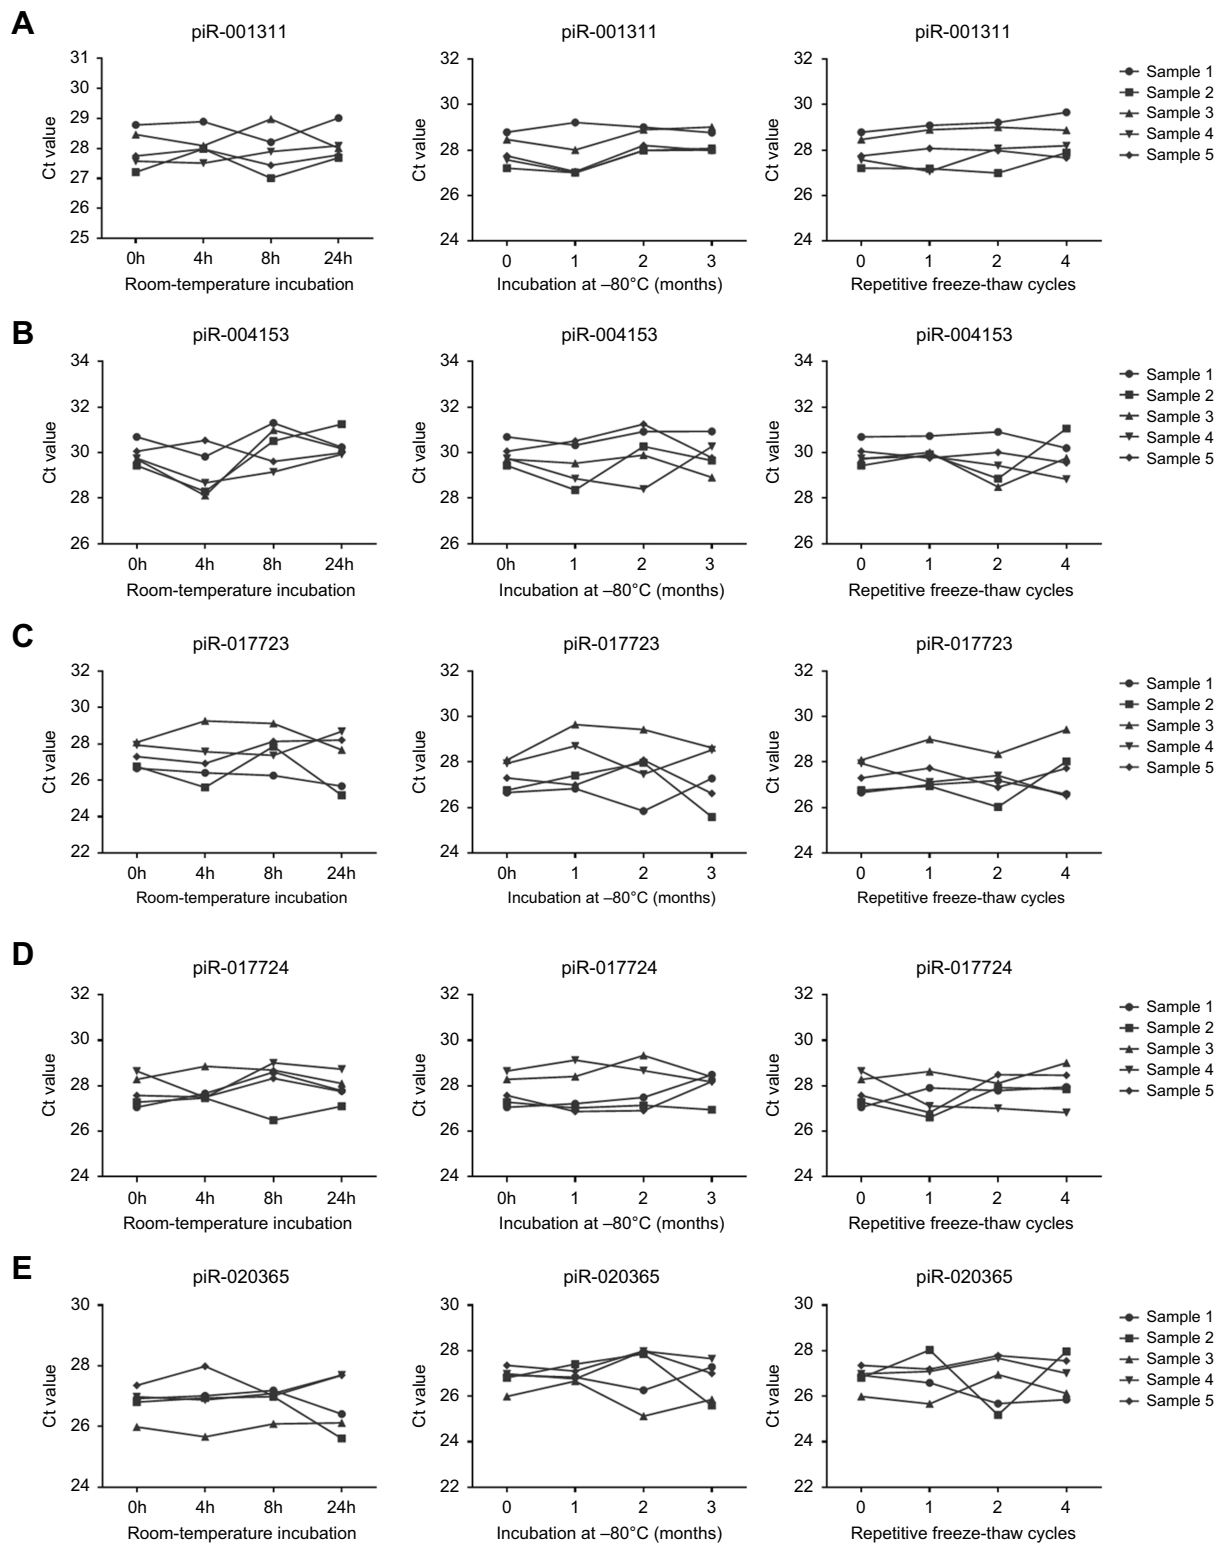 A
piR-001311 piR-001311 piR-001311
31 32 32
30
29 30 30
28 28 28
27
26 26 26
25 24 24
Ct value Ct value Ct value
0h 4h 8h 24h 0 1 2 3 0 1 2 4
Room-temperature incubation Incubation at –80°C (months) Repetitive freeze-thaw cycles
Sample 1
Sample 2
Sample 3
Sample 4
Sample 5
B
piR-004153 piR-004153 piR-004153
34 34 34
32 32 32
30 30 30
28 28 28
26 26 26
Ct value Ct value Ct value
0h 4h 8h 24h 0h 1 2 3 0 1 2 4
Room-temperature incubation Incubation at –80°C (months) Repetitive freeze-thaw cycles
Sample 1
Sample 2
Sample 3
Sample 4
Sample 5
C
piR-017723 piR-017723 piR-017723
32 32 32
30 30 30
28 28 28
26 26 26
24 24 24
22
Ct value Ct value Ct value
0h 4h 8h 24h 0h 1 2 3 0 1 2 4
Room-temperature incubation Incubation at –80°C (months) Repetitive freeze-thaw cycles
Sample 1
Sample 2
Sample 3
Sample 4
Sample 5
D
piR-017724 piR-017724 piR-017724
32 32 32
30 30 30
28 28 28
26 26 26
24 24 24
Ct value Ct value Ct value
0h 4h 8h 24h 0h 1 2 3 0 1 2 4
Room-temperature incubation Incubation at –80°C (months) Repetitive freeze-thaw cycles
Sample 1
Sample 2
Sample 3
Sample 4
Sample 5
E
piR-020365 piR-020365 piR-020365
30 30 30
28 28 28
26 26 26
24 24 24
22 22
Ct value Ct value Ct value
0h 4h 8h 24h 0 1 2 3 0 1 2 4
Room-temperature incubation Incubation at –80°C (months) Repetitive freeze-thaw cycles
Sample 1
Sample 2
Sample 3
Sample 4
Sample 5